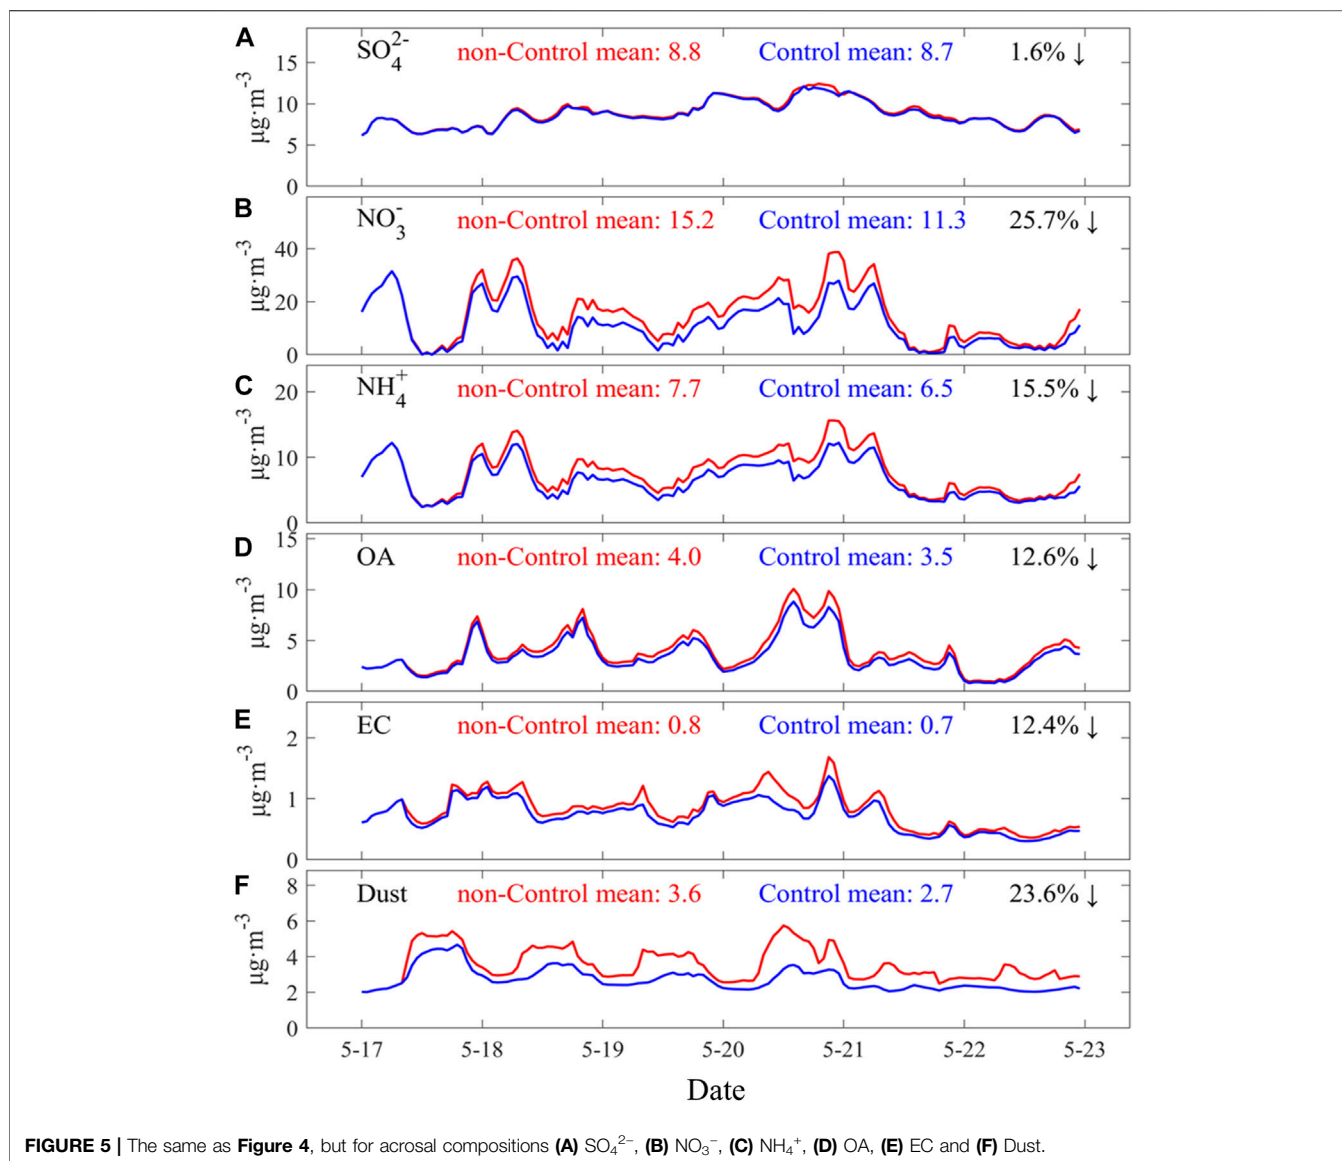 A
SO₄²⁻ non-Control mean: 8.8 Control mean: 8.7 1.6% ↓
µg·m⁻³
15
10
5
0
B
NO₃⁻ non-Control mean: 15.2 Control mean: 11.3 25.7% ↓
µg·m⁻³
40
20
0
C
NH₄⁺ non-Control mean: 7.7 Control mean: 6.5 15.5% ↓
µg·m⁻³
20
10
0
D
OA non-Control mean: 4.0 Control mean: 3.5 12.6% ↓
µg·m⁻³
15
10
5
0
E
EC non-Control mean: 0.8 Control mean: 0.7 12.4% ↓
µg·m⁻³
2
1
0
F
Dust non-Control mean: 3.6 Control mean: 2.7 23.6% ↓
µg·m⁻³
8
6
4
2
0
5-17 5-18 5-19 5-20 5-21 5-22 5-23
Date
FIGURE 5 | The same as Figure 4, but for acrosal compositions (A) SO₄²⁻, (B) NO₃⁻, (C) NH₄⁺, (D) OA, (E) EC and (F) Dust.